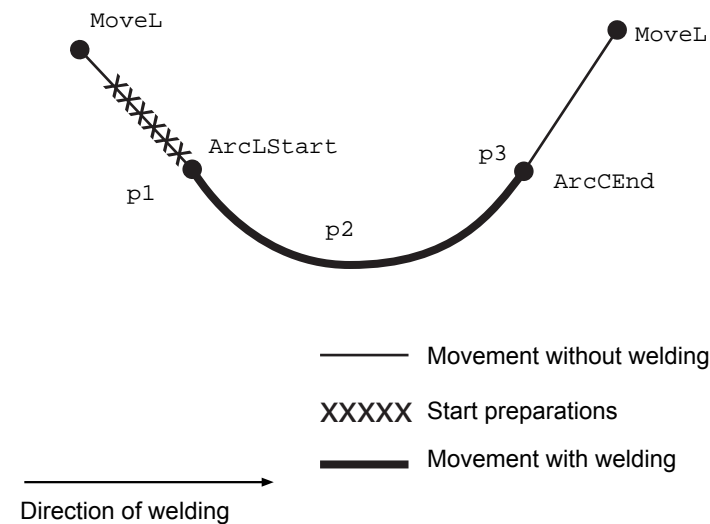 MoveL
MoveL
ArcLStart
p3
ArcCEnd
p1
p2
Movement without welding
XXXXX Start preparations
Movement with welding
Direction of welding